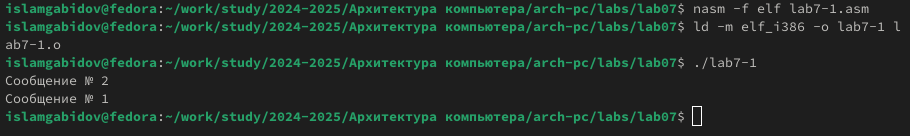 islamgabidov@fedora:~/work/study/2024-2025/Архитектура компьютера/arch-pc/labs/lab07$ nasm -f elf lab7-1.asm
islamgabidov@fedora:~/work/study/2024-2025/Архитектура компьютера/arch-pc/labs/lab07$ ld -m elf_i386 -o lab7-1 l
ab7-1.o
islamgabidov@fedora:~/work/study/2024-2025/Архитектура компьютера/arch-pc/labs/lab07$ ./lab7-1
Сообщение № 2
Сообщение № 1
islamgabidov@fedora:~/work/study/2024-2025/Архитектура компьютера/arch-pc/labs/lab07$